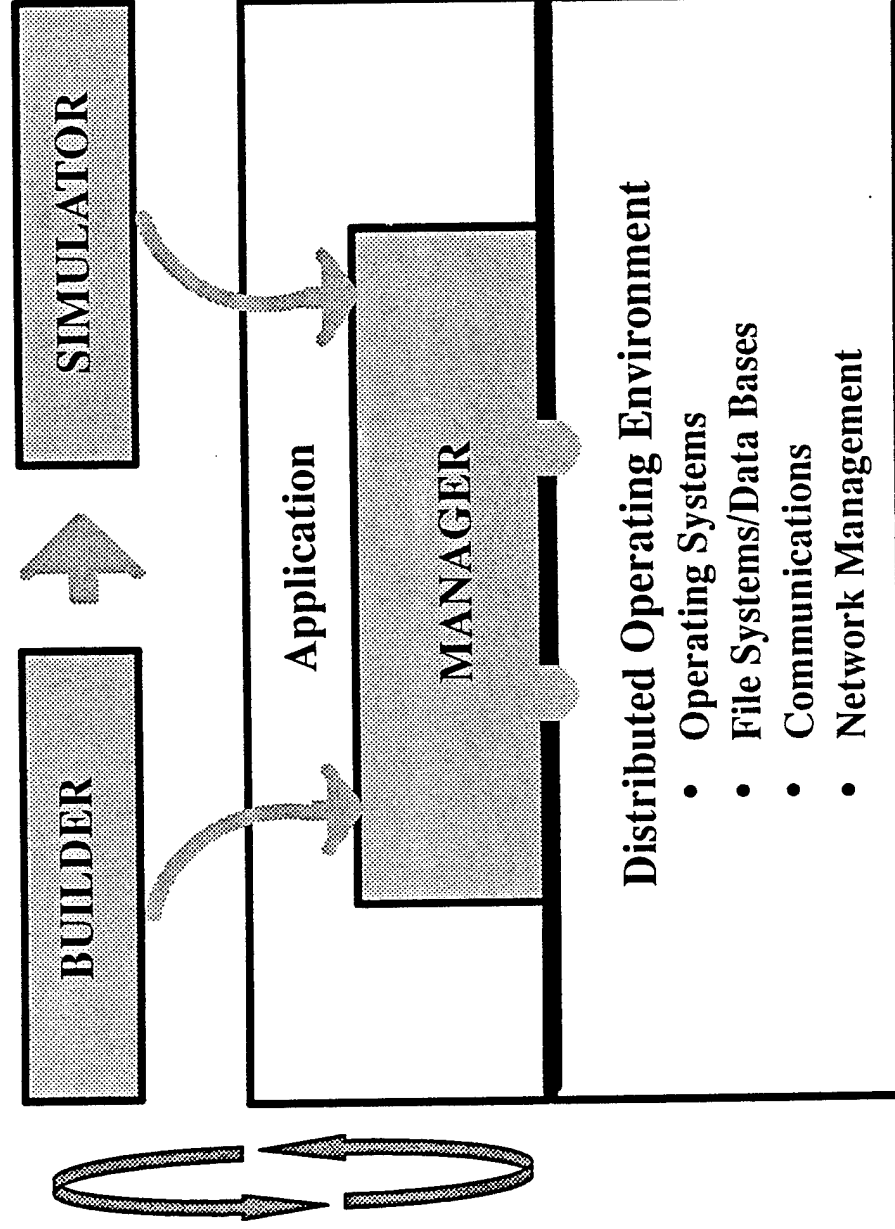 BUILDER
SIMULATOR
Application
MANAGER
Distributed Operating Environment
• Operating Systems
• File Systems/Data Bases
• Communications
• Network Management